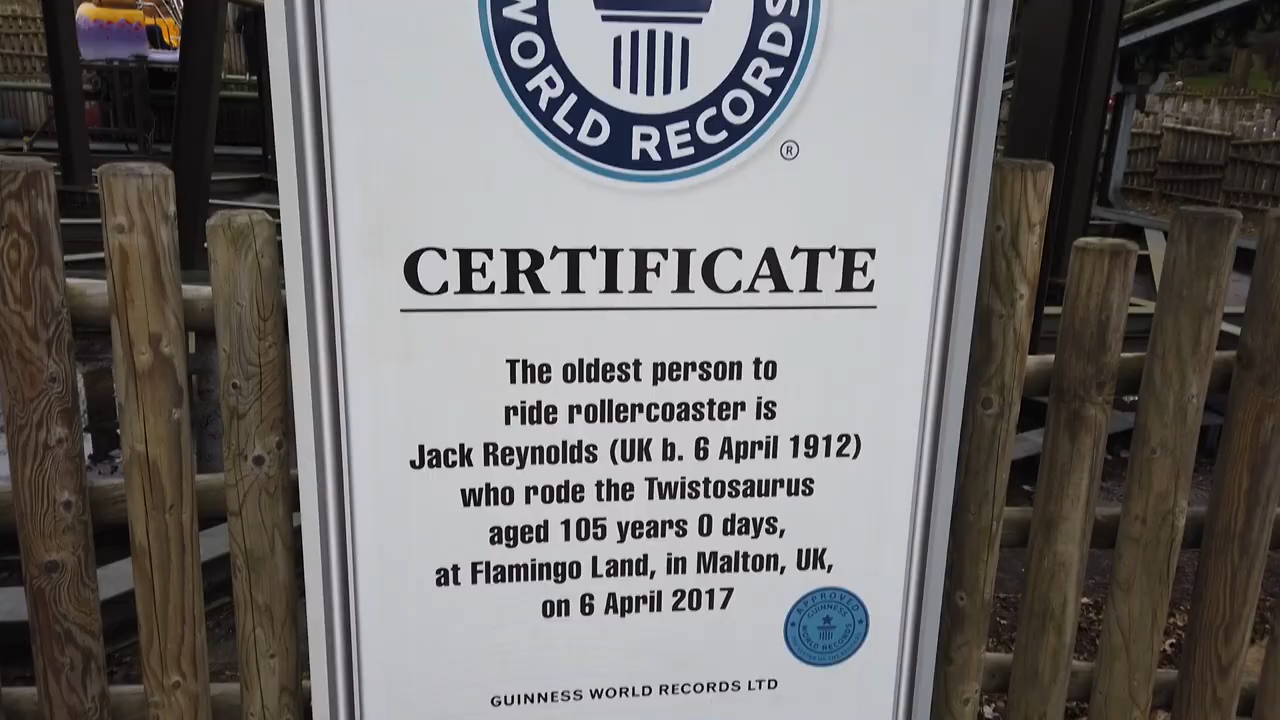 WORLD RECORDS
®
CERTIFICATE
The oldest person to
ride rollercoaster is
Jack Reynolds (UK b. 6 April 1912)
who rode the Twistosaurus
aged 105 years 0 days,
at Flamingo Land, in Malton, UK,
on 6 April 2017
APPROVED
GUINNESS
WORLD RECORDS
GUINNESS WORLD RECORDS LTD